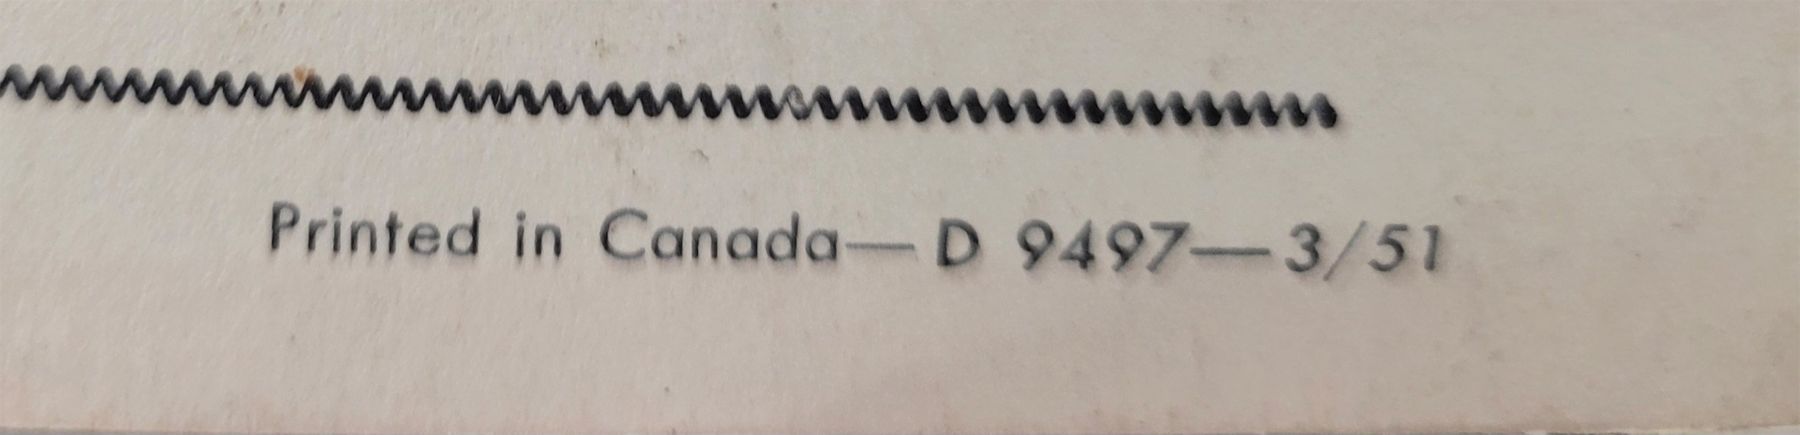 Printed in Canada—D 9497—3/51